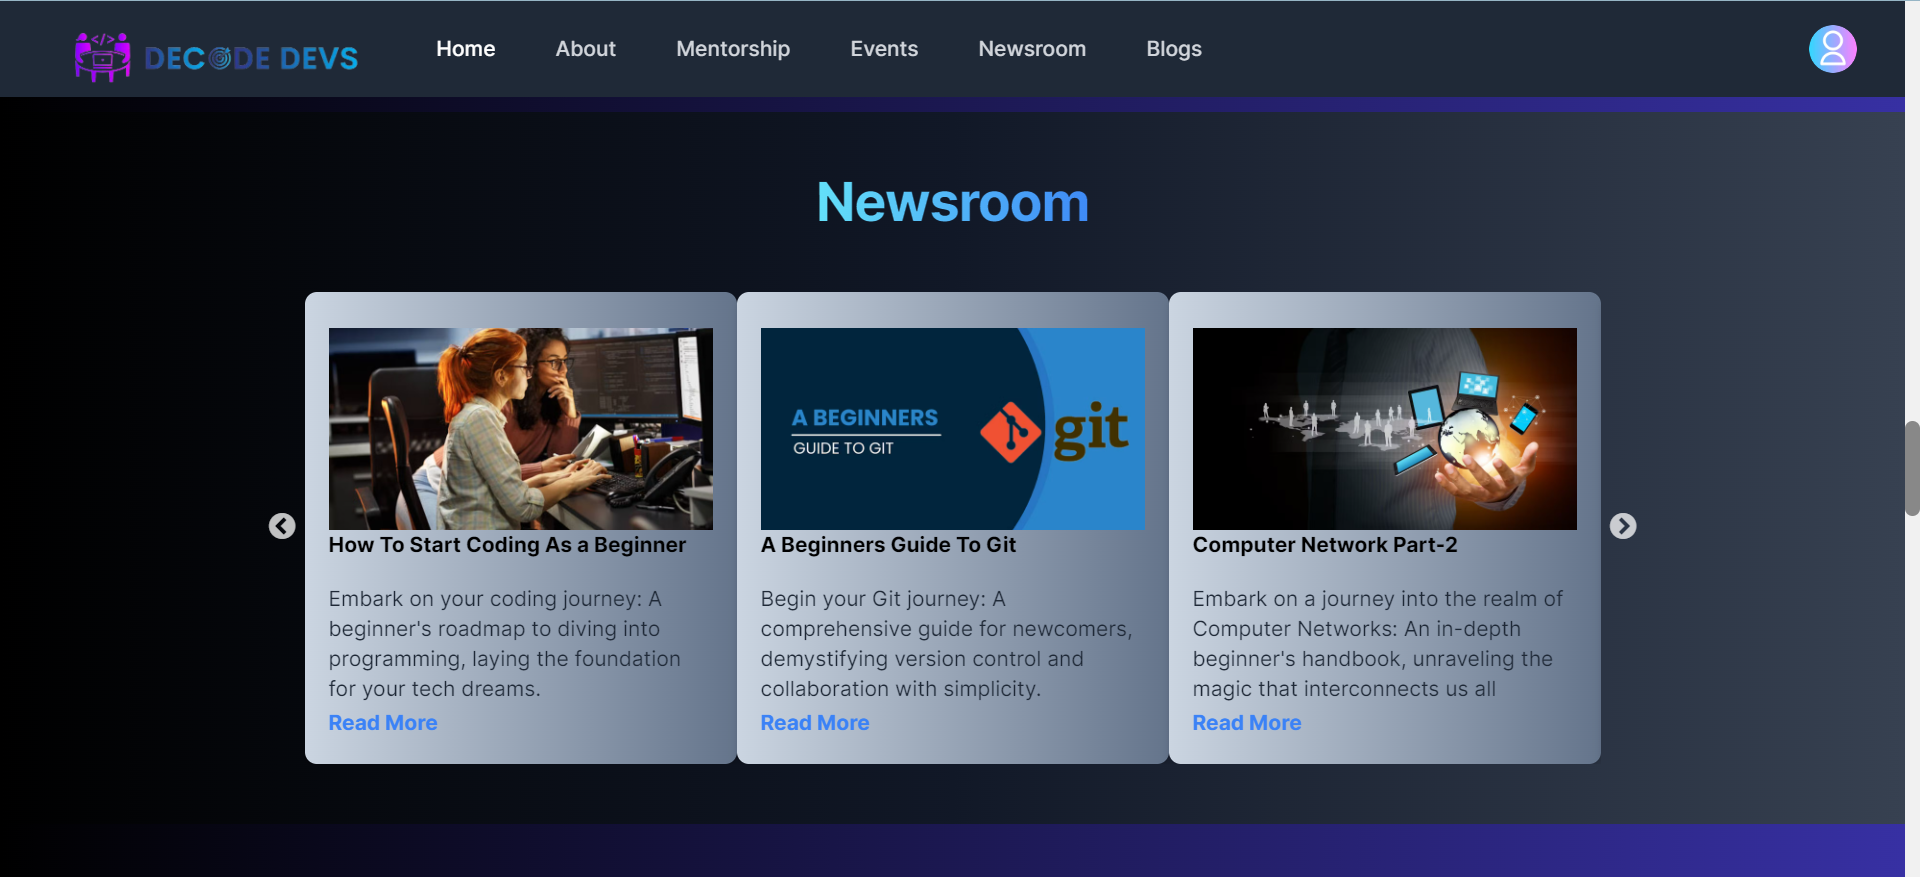 </> DECODE DEVS Home About Mentorship Events Newsroom Blogs
Newsroom
A BEGINNERS
GUIDE TO GIT
git
How To Start Coding As a Beginner
Embark on your coding journey: A
beginner's roadmap to diving into
programming, laying the foundation
for your tech dreams.
Read More
A Beginners Guide To Git
Begin your Git journey: A
comprehensive guide for newcomers,
demystifying version control and
collaboration with simplicity.
Read More
Computer Network Part-2
Embark on a journey into the realm of
Computer Networks: An in-depth
beginner's handbook, unraveling the
magic that interconnects us all
Read More